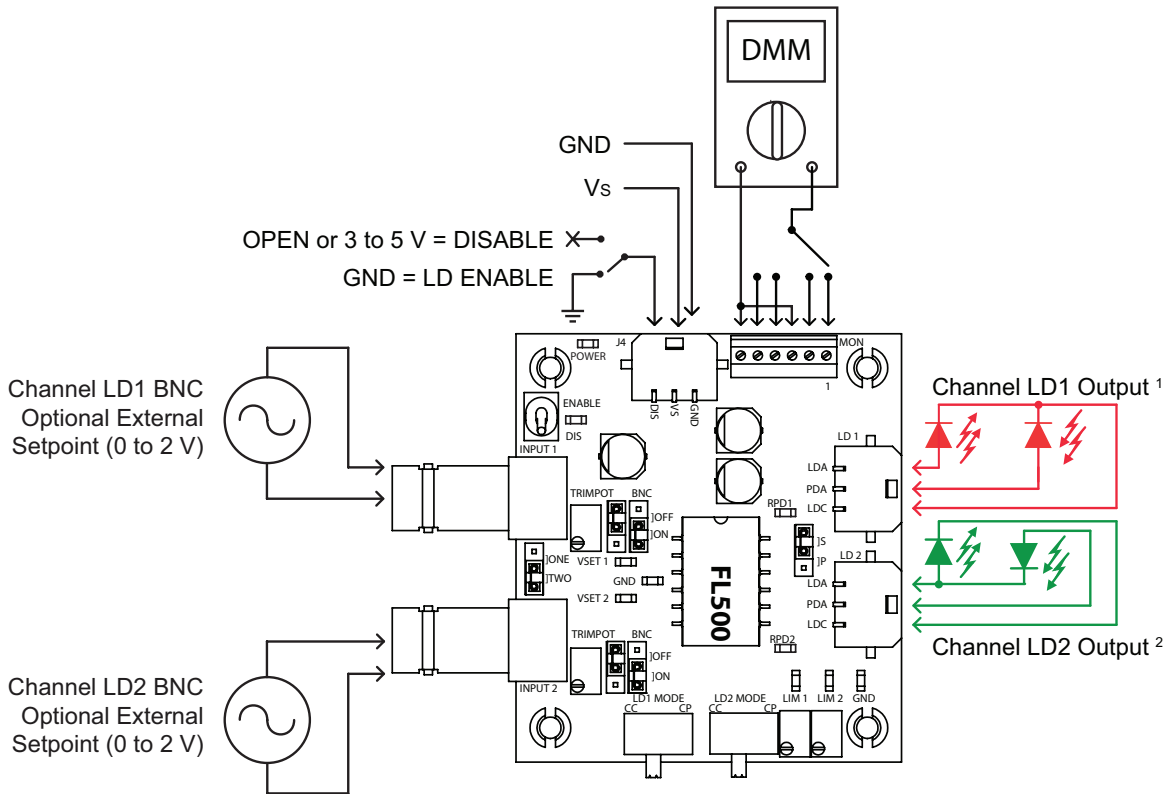 DMM
GND
Vs
OPEN or 3 to 5 V = DISABLE
GND = LD ENABLE
J4
POWER
MON
1
DIS
VS
GND
ENABLE
DIS
Channel LD1 BNC
Optional External
Setpoint (0 to 2 V)
INPUT 1
TRIMPOT
BNC
]OFF
]ON
VSET 1
]ONE
]TWO
GND
VSET 2
FL500
RPD1
]S
]P
LD 1
LDA
PDA
LDC
Channel LD1 Output 1
LD 2
LDA
PDA
LDC
Channel LD2 Output 2
RPD2
TRIMPOT
BNC
]OFF
]ON
INPUT 2
Channel LD2 BNC
Optional External
Setpoint (0 to 2 V)
LD1 MODE
CC
CP
LD2 MODE
CC
CP
LIM 1
LIM 2
GND